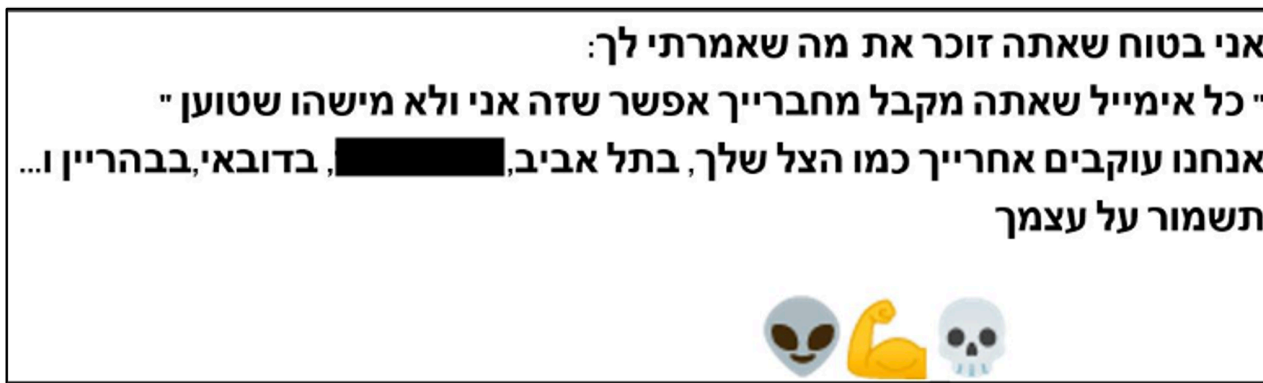 אני בטוח שאתה זוכר את מה שאמרתי לך:
" כל אימייל שאתה מקבל מחברייך אפשר שזה אני ולא מישהו שטוען "
אנחנו עוקבים אחרייך כמו הצל שלך, בתל אביב, , בדובאי,בבהריין ו...
תשמור על עצמך